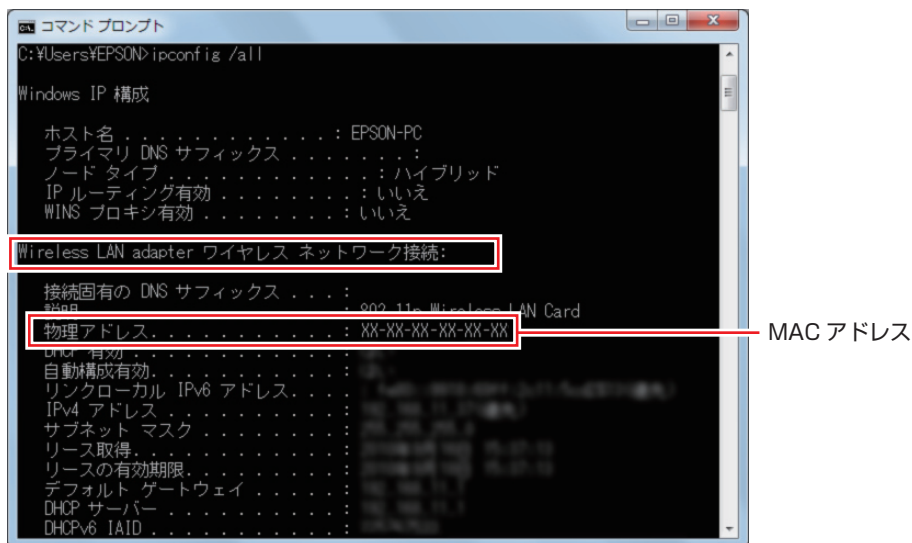 コマンド プロンプト
C:¥Users¥EPSON>ipconfig /all
Windows IP 構成
ホスト名 . . . . . . . . . . . . : EPSON-PC
プライマリ DNS サフィックス . . . . . . . :
ノード タイプ . . . . . . . . . . . . : ハイブリッド
IP ルーティング有効 . . . . . . . . : いいえ
WINS プロキシ有効 . . . . . . . . : いいえ
Wireless LAN adapter ワイヤレス ネットワーク接続:
接続固有の DNS サフィックス . . . :
説明. . . . . . . . . . . . . . . : 802.11n Wireless LAN Card
物理アドレス. . . . . . . . . . . : XX-XX-XX-XX-XX-XX
MAC アドレス
DHCP 有効 . . . . . . . . . . . . :
自動構成有効. . . . . . . . . . . :
リンクローカル IPv6 アドレス. . . . :
IPv4 アドレス . . . . . . . . . . :
サブネット マスク . . . . . . . . :
リース取得. . . . . . . . . . . . :
リースの有効期限. . . . . . . . . :
デフォルト ゲートウェイ . . . . . :
DHCP サーバー . . . . . . . . . . :
DHCPv6 IAID . . . . . . . . . . . :